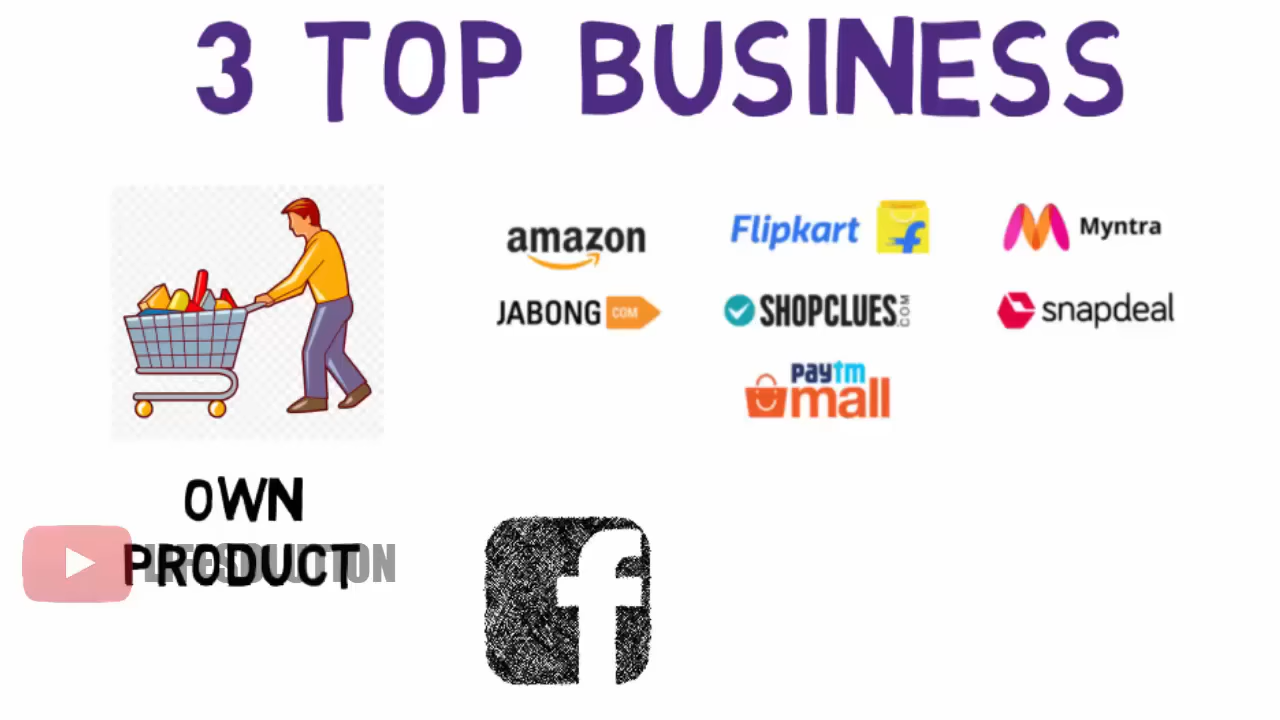 3 TOP BUSINESS
amazon Flipkart Myntra
JABONG COM SHOPCLUES.COM snapdeal
paytm
mall
OWN
PRODUCT